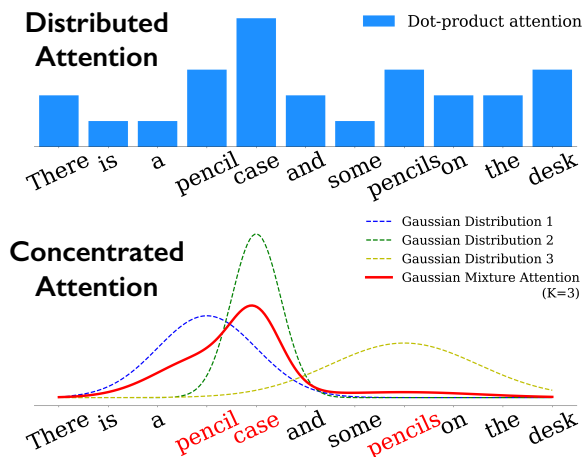 Distributed
Attention
Dot-product attention
There is a pencil case and some pencils on the desk
Concentrated
Attention
Gaussian Distribution 1
Gaussian Distribution 2
Gaussian Distribution 3
Gaussian Mixture Attention
(K=3)
There is a pencil case and some pencils on the desk